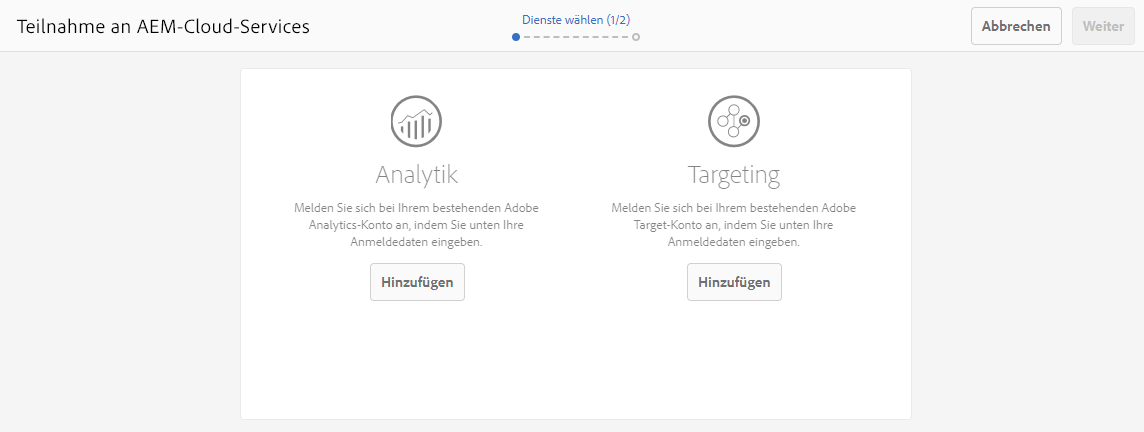 Teilnahme an AEM-Cloud-Services
Dienste wählen (1/2)
Abbrechen
Weiter
Analytik
Melden Sie sich bei Ihrem bestehenden Adobe
Analytics-Konto an, indem Sie unten Ihre
Anmeldedaten eingeben.
Hinzufügen
Targeting
Melden Sie sich bei Ihrem bestehenden Adobe
Target-Konto an, indem Sie unten Ihre
Anmeldedaten eingeben.
Hinzufügen